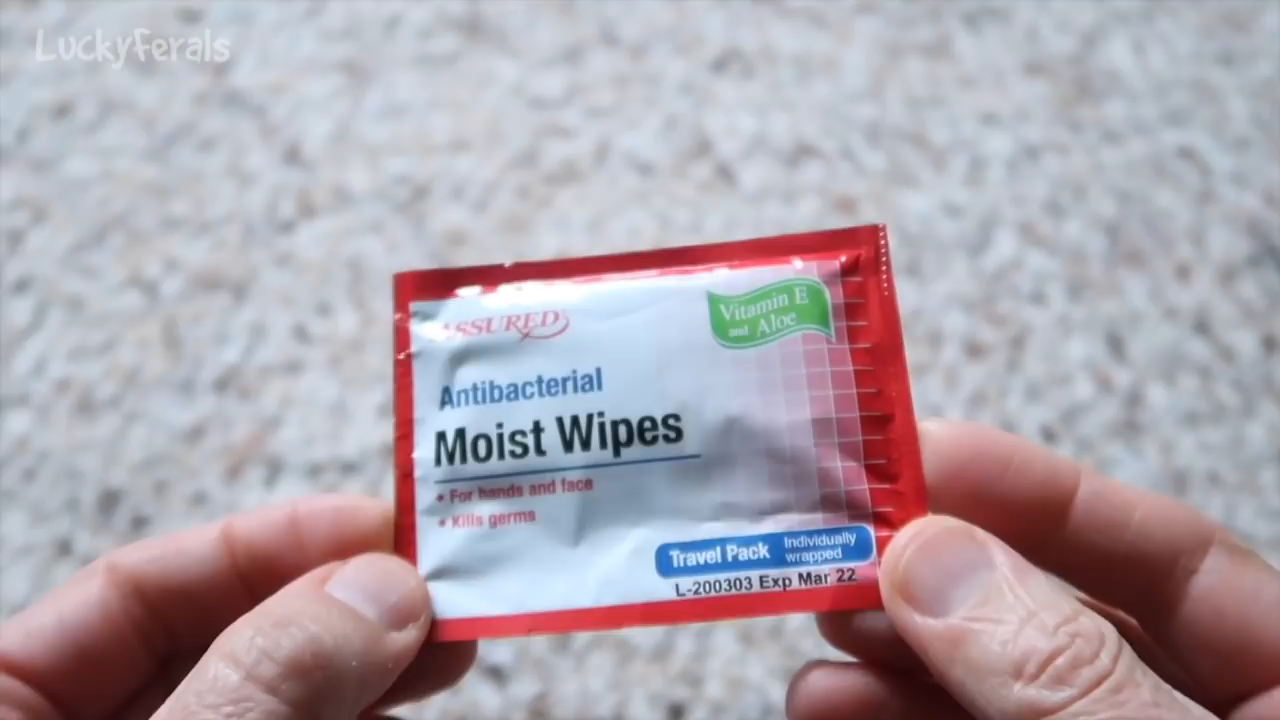 LuckyFerals
ASSURED
Vitamin E
and Aloe
Antibacterial
Moist Wipes
• For hands and face
• Kills germs
Travel Pack Individually
wrapped
L-200303 Exp Mar 22